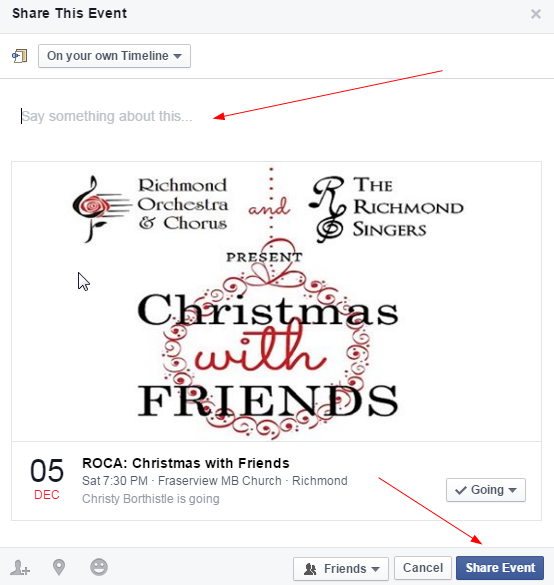 Share This Event
On your own Timeline
Say something about this...
Richmond
Orchestra
& Chorus
and
The
Richmond
Singers
PRESENT
Christmas
with
FRIENDS
05
DEC
ROCA: Christmas with Friends
Sat 7:30 PM · Fraserview MB Church · Richmond
Christy Borthistle is going
Going
Friends
Cancel
Share Event